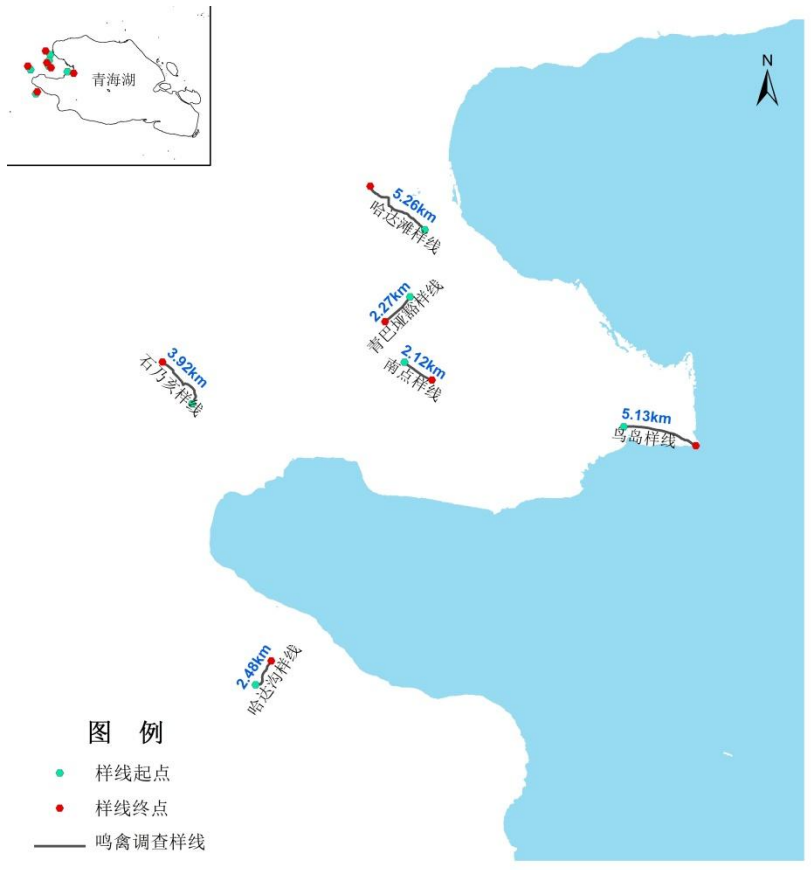 青海湖
N
5.26km
哈达滩样线
2.27km
肯巴垭豁样线
2.12km
南点样线
3.92km
石乃亥样线
5.13km
鸟岛样线
2.48km
哈达沟样线
图 例
样线起点
样线终点
鸣禽调查样线